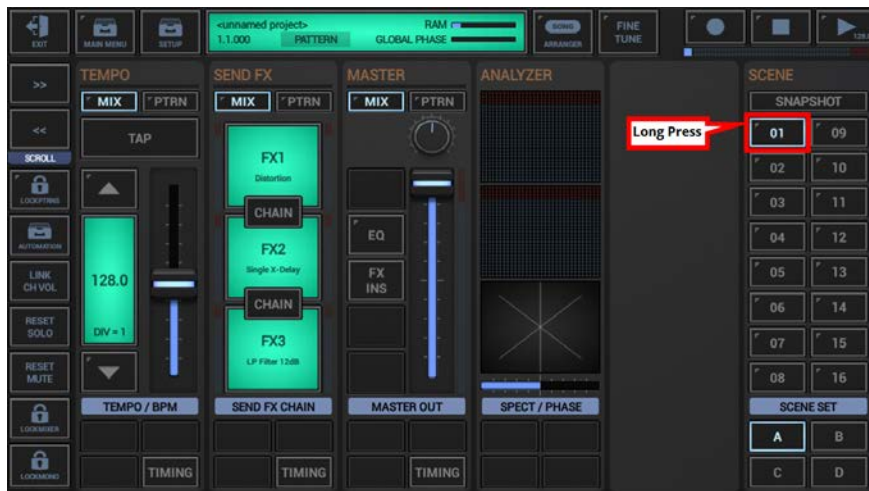 EXIT
MAIN MENU
SETUP
<unnamed project>
RAM
1.1.000
PATTERN
GLOBAL PHASE
SONG
ARRANGER
FINE
TUNE
128.0
>>
<<
SCROLL
LOCKPTRNS
AUTOMATION
LINK
CH VOL
RESET
SOLO
RESET
MUTE
LOCKMIXER
LOCKMONO
TEMPO
MIX
PTRN
TAP
128.0
DIV = 1
TEMPO / BPM
TIMING
SEND FX
MIX
PTRN
FX1
Distortion
CHAIN
FX2
Single X-Delay
CHAIN
FX3
LP Filter 12dB
SEND FX CHAIN
TIMING
MASTER
MIX
PTRN
EQ
FX
INS
MASTER OUT
TIMING
ANALYZER
SPECT / PHASE
Long Press
SCENE
SNAPSHOT
01
09
02
10
03
11
04
12
05
13
06
14
07
15
08
16
SCENE SET
A
B
C
D